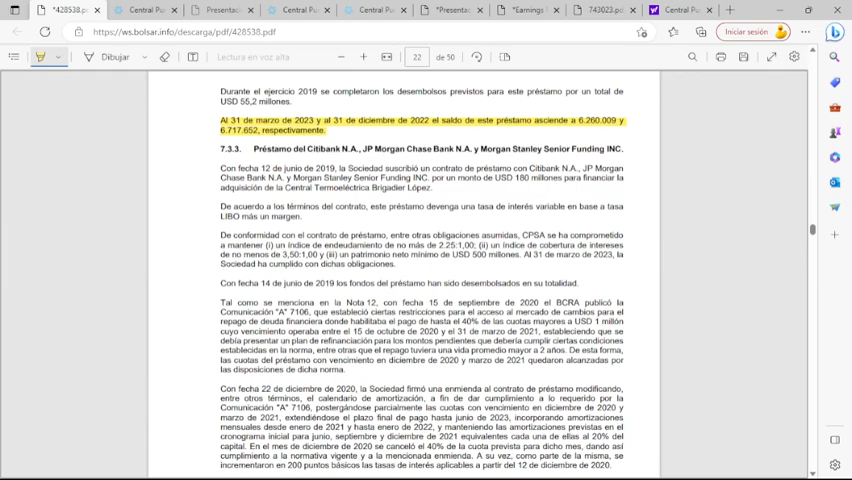 *428538.pdf
Central Pu
Presentac
Central Pu
Central Pu
*Presentac
*Earnings
743023.pdf
Central Pu
https://ws.bolsar.info/descarga/pdf/428538.pdf
Iniciar sesión
Dibujar
Lectura en voz alta
22
de 50
Durante el ejercicio 2019 se completaron los desembolsos previstos para este préstamo por un total de
USD 55,2 millones.
Al 31 de marzo de 2023 y al 31 de diciembre de 2022 el saldo de este préstamo asciende a 6.260.009 y
6.717.652, respectivamente.
7.3.3. Préstamo del Citibank N.A., JP Morgan Chase Bank N.A. y Morgan Stanley Senior Funding INC.
Con fecha 12 de junio de 2019, la Sociedad suscribió un contrato de préstamo con Citibank N.A., JP Morgan
Chase Bank N.A. y Morgan Stanley Senior Funding INC. por un monto de USD 180 millones para financiar la
adquisición de la Central Termoeléctrica Brigadier López.
De acuerdo a los términos del contrato, este préstamo devenga una tasa de interés variable en base a tasa
LIBO más un margen.
De conformidad con el contrato de préstamo, entre otras obligaciones asumidas, CPSA se ha comprometido
a mantener (i) un índice de endeudamiento de no más de 2.25:1,00; (ii) un índice de cobertura de intereses
de no menos de 3,50:1,00 y (iii) un patrimonio neto mínimo de USD 500 millones. Al 31 de marzo de 2023, la
Sociedad ha cumplido con dichas obligaciones.
Con fecha 14 de junio de 2019 los fondos del préstamo han sido desembolsados en su totalidad.
Tal como se menciona en la Nota 12, con fecha 15 de septiembre de 2020 el BCRA publicó la
Comunicación "A" 7106, que estableció ciertas restricciones para el acceso al mercado de cambios para el
repago de deuda financiera donde habilitaba el pago de hasta el 40% de las cuotas mayores a USD 1 millón
cuyo vencimiento operaba entre el 15 de octubre de 2020 y el 31 de marzo de 2021, estableciendo que se
debía presentar un plan de refinanciación para los montos pendientes que debería cumplir ciertas condiciones
establecidas en la norma, entre otras que el repago tuviera una vida promedio mayor a 2 años. De esta forma,
las cuotas del préstamo con vencimiento en diciembre de 2020 y marzo de 2021 quedaron alcanzadas por
las disposiciones de dicha norma.
Con fecha 22 de diciembre de 2020, la Sociedad firmó una enmienda al contrato de préstamo modificando,
entre otros términos, el calendario de amortización, a fin de dar cumplimiento a lo requerido por la
Comunicación "A" 7106, postergándose parcialmente las cuotas con vencimiento en diciembre de 2020 y
marzo de 2021, extendiéndose el plazo final de pago hasta junio de 2023, incorporando amortizaciones
mensuales desde enero de 2021 y hasta enero de 2022, y manteniendo las amortizaciones previstas en el
cronograma inicial para junio, septiembre y diciembre de 2021 equivalentes cada una de ellas al 20% del
capital. En el mes de diciembre de 2020 se canceló el 40% de la cuota prevista para dicho mes, dando así
cumplimiento a la normativa vigente y a la mencionada enmienda. A su vez, como parte de la misma, se
incrementaron en 200 puntos básicos las tasas de interés aplicables a partir del 12 de diciembre de 2020.